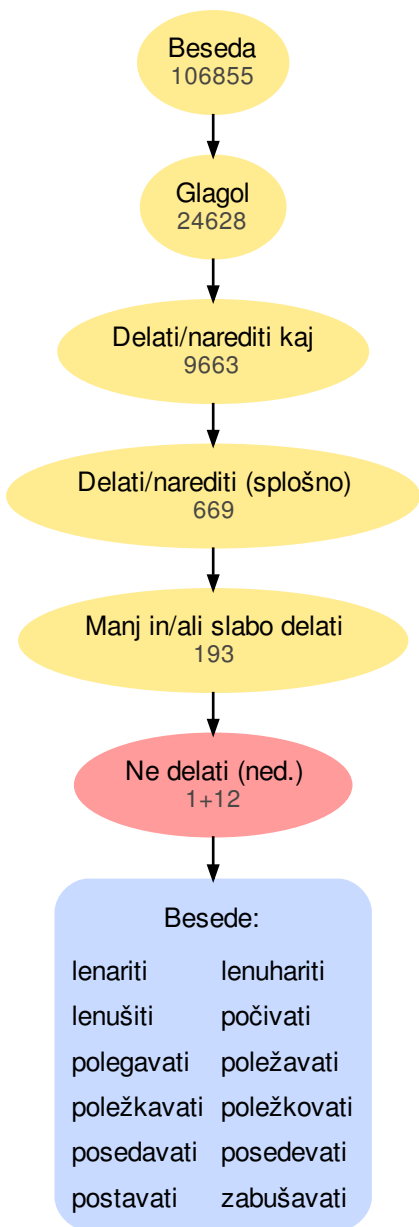 Beseda
106855
Glagol
24628
Delati/narediti kaj
9663
Delati/narediti (splošno)
669
Manj in/ali slabo delati
193
Ne delati (ned.)
1+12
Besede:
lenariti lenuhariti
lenušiti počivati
polegavati poležavati
poležkavati poležkovati
posedavati posedevati
postavati zabušavati